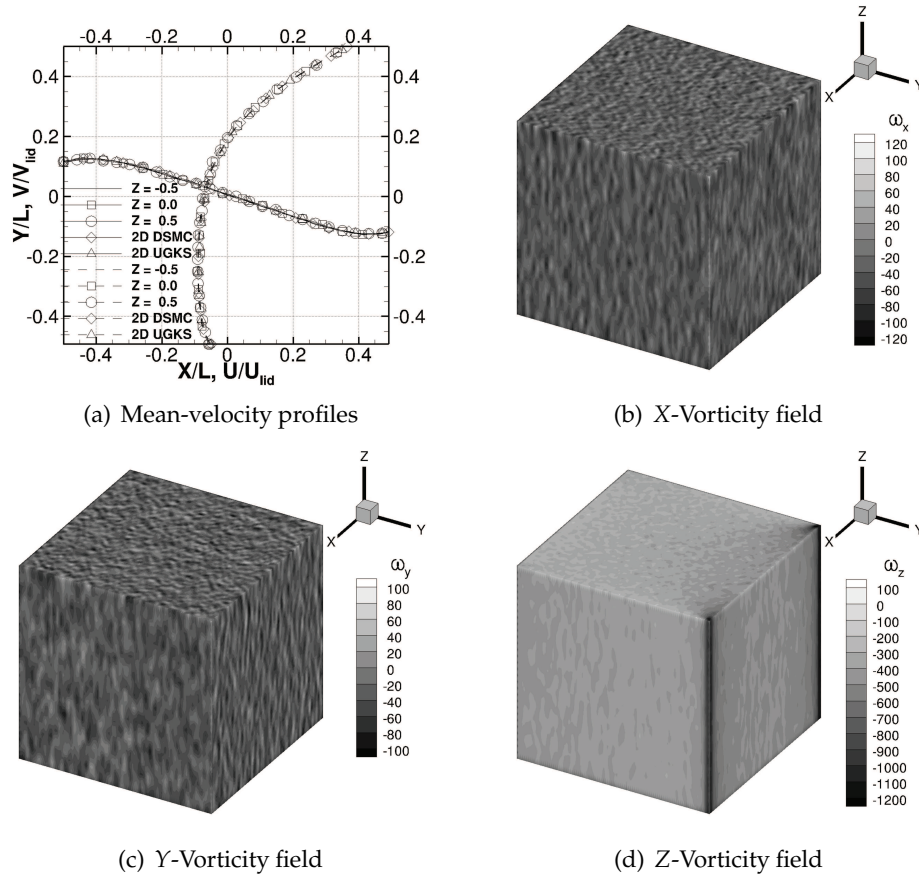 -0.4 -0.2 0 0.2 0.4
0.4 0.4
0.2 0.2
0 0
-0.2 -0.2
-0.4 -0.4
Y/L, V/V_lid
Z = -0.5
Z = 0.0
Z = 0.5
2D DSMC
2D UGKS
Z = -0.5
Z = 0.0
Z = 0.5
2D DSMC
2D UGKS
-0.4 -0.2 0 0.2 0.4
X/L, U/U_lid
(a) Mean-velocity profiles
Z
X
Y
ω_x
120
100
80
60
40
20
0
-20
-40
-60
-80
-100
-120
(b) X-Vorticity field
Z
X
Y
ω_y
100
80
60
40
20
0
-20
-40
-60
-80
-100
(c) Y-Vorticity field
Z
X
Y
ω_z
100
0
-100
-200
-300
-400
-500
-600
-700
-800
-900
-1000
-1100
-1200
(d) Z-Vorticity field